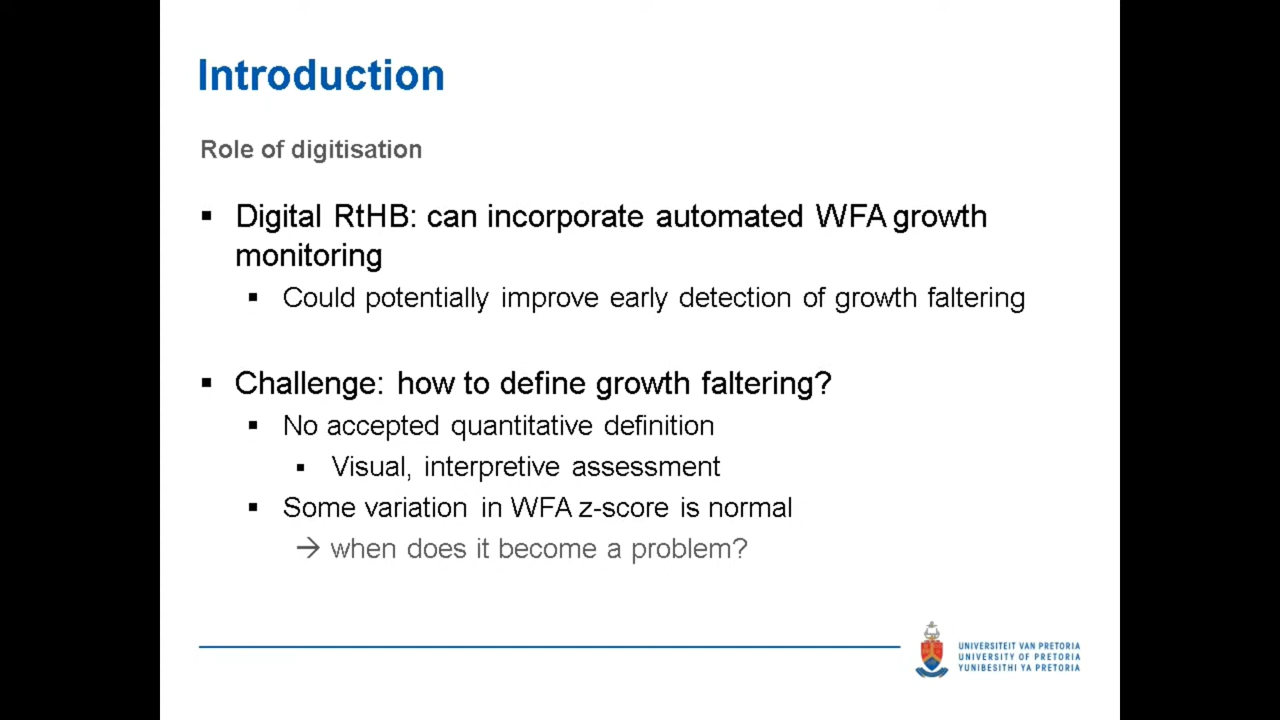 Introduction
Role of digitisation
▪ Digital RtHB: can incorporate automated WFA growth
monitoring
▪ Could potentially improve early detection of growth faltering
▪ Challenge: how to define growth faltering?
▪ No accepted quantitative definition
▪ Visual, interpretive assessment
▪ Some variation in WFA z-score is normal
→ when does it become a problem?
UNIVERSITEIT VAN PRETORIA
UNIVERSITY OF PRETORIA
YUNIBESITHI YA PRETORIA